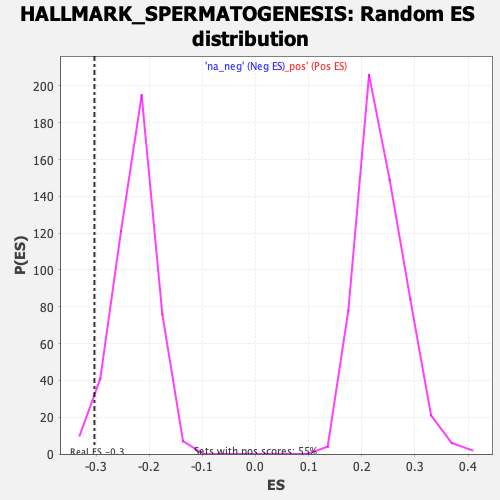 HALLMARK_SPERMATOGENESIS: Random ES
distribution
'na_neg' (Neg ES)_pos' (Pos ES)
200
180
160
140
120
100
80
60
40
20
0
P(ES)
Real ES -0.3
Sets with pos scores: 55%
-0.3 -0.2 -0.1 0.0 0.1 0.2 0.3 0.4
ES